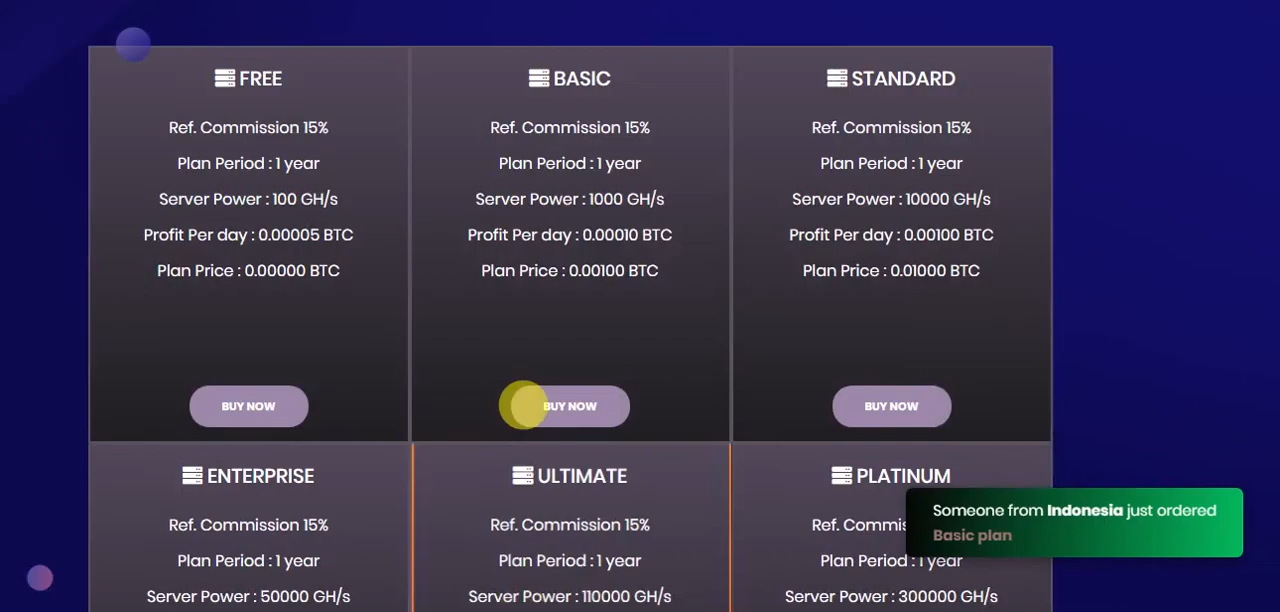 FREE
Ref. Commission 15%
Plan Period : 1 year
Server Power : 100 GH/s
Profit Per day : 0.00005 BTC
Plan Price : 0.00000 BTC
BUY NOW
BASIC
Ref. Commission 15%
Plan Period : 1 year
Server Power : 1000 GH/s
Profit Per day : 0.00010 BTC
Plan Price : 0.00100 BTC
BUY NOW
STANDARD
Ref. Commission 15%
Plan Period : 1 year
Server Power : 10000 GH/s
Profit Per day : 0.00100 BTC
Plan Price : 0.01000 BTC
BUY NOW
ENTERPRISE
Ref. Commission 15%
Plan Period : 1 year
Server Power : 50000 GH/s
ULTIMATE
Ref. Commission 15%
Plan Period : 1 year
Server Power : 110000 GH/s
PLATINUM
Ref. Commis
Plan Period : 1 year
Server Power : 300000 GH/s
Someone from Indonesia just ordered
Basic plan